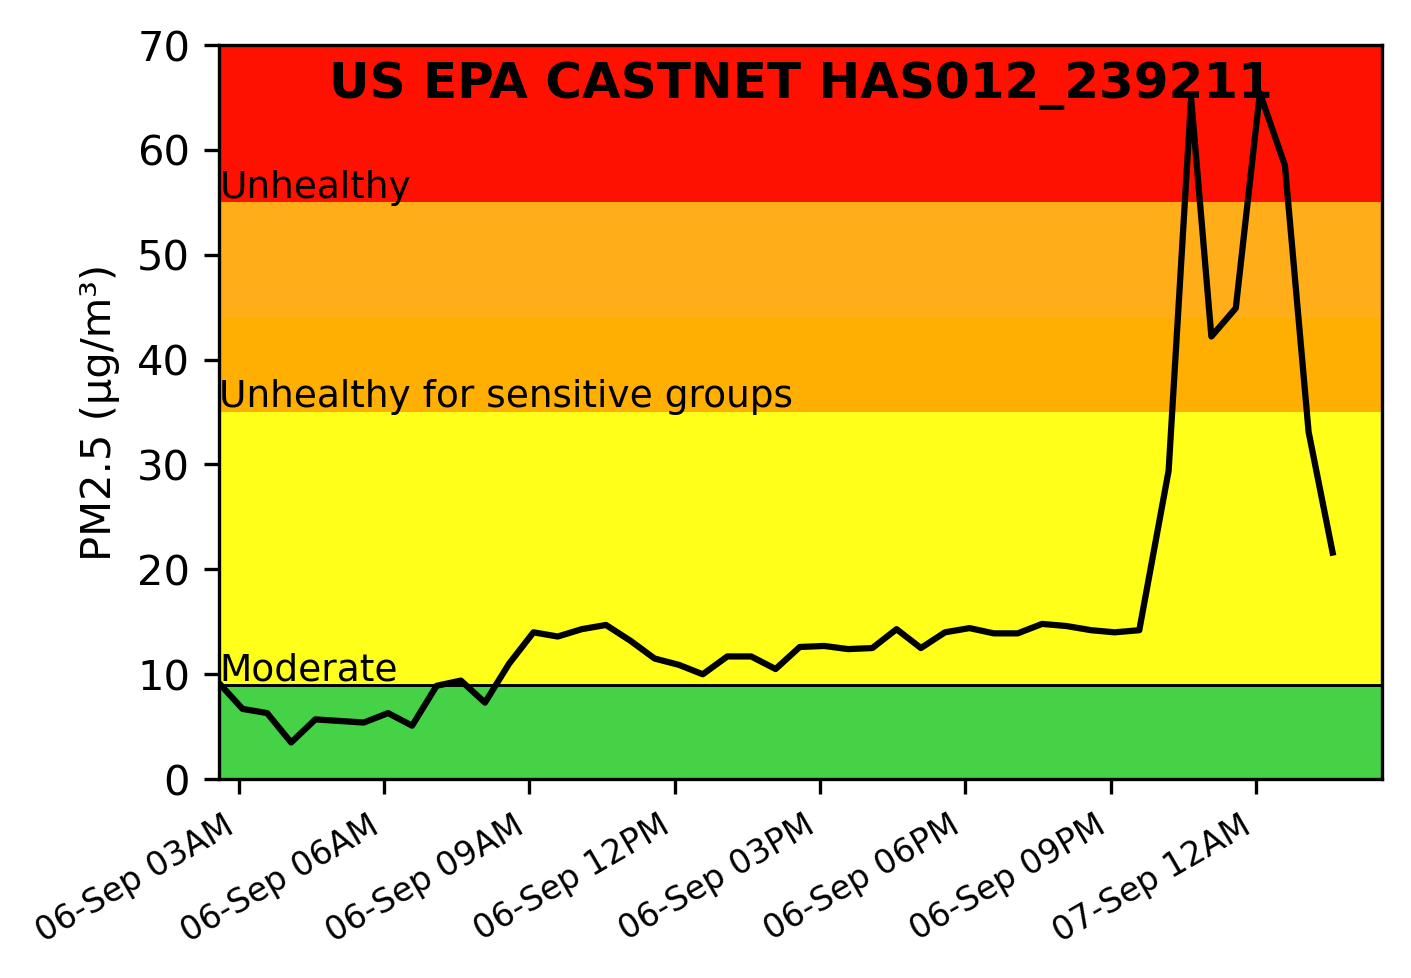 US EPA CASTNET HAS012_239211
PM2.5 (µg/m³)
70
60
50
40
30
20
10
0
Unhealthy
Unhealthy for sensitive groups
Moderate
06-Sep 03AM
06-Sep 06AM
06-Sep 09AM
06-Sep 12PM
06-Sep 03PM
06-Sep 06PM
06-Sep 09PM
07-Sep 12AM